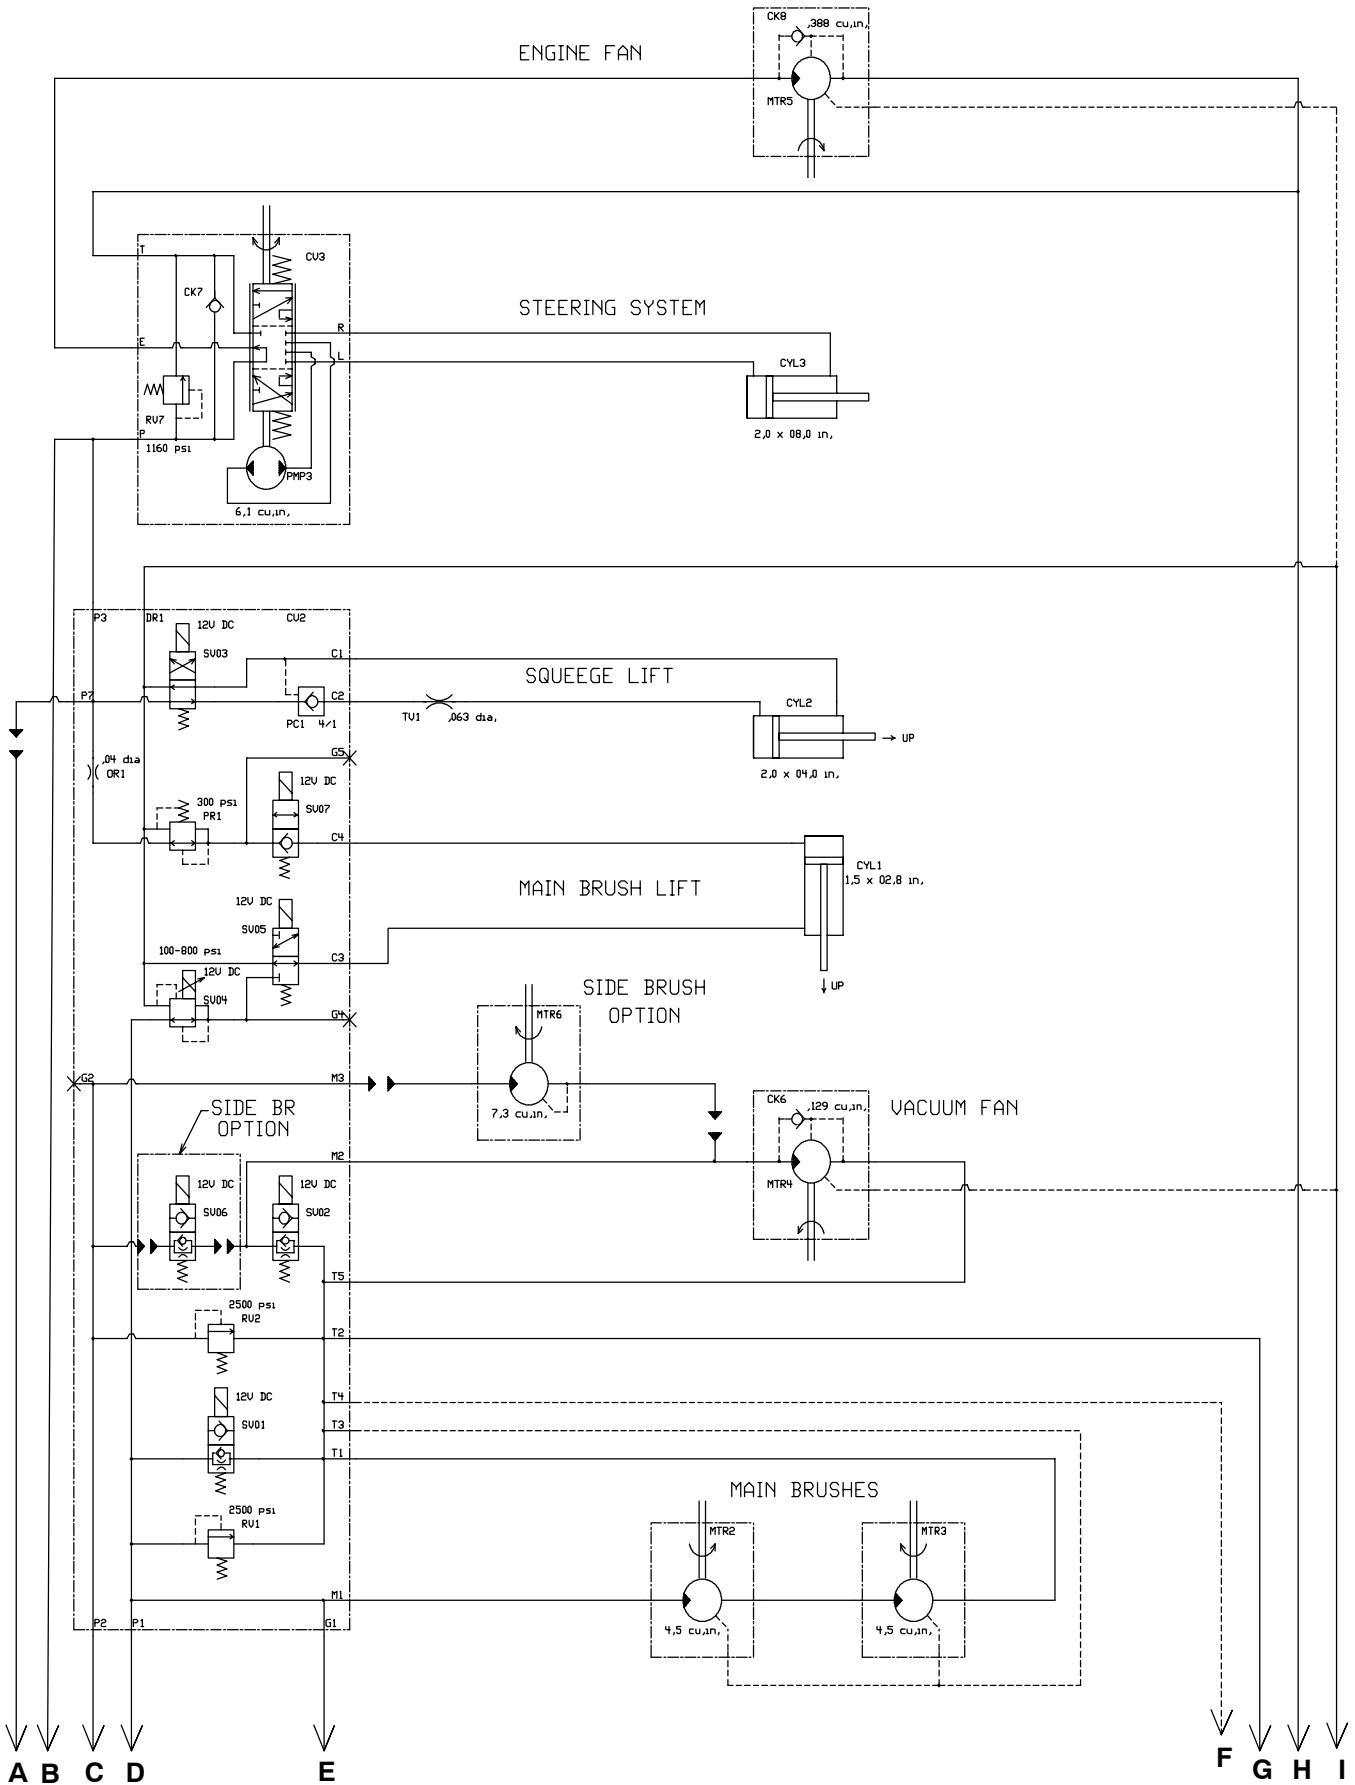 CK8
,388 cu,in,
ENGINE FAN
MTR5
T
CV3
CK7
STEERING SYSTEM
R
E
L
CYL3
RV7
P
1160 psi
2,0 x 08,0 in,
PMP3
6,1 cu,in,
P3
DR1
CV2
12V DC
SV03
C1
SQUEEGE LIFT
P7
C2
CYL2
PC1 4/1
TV1
,063 dia,
UP
G5
,04 dia
OR1
2,0 x 04,0 in,
12V DC
300 psi
PR1
SV07
C4
CYL1
1,5 x 02,8 in,
MAIN BRUSH LIFT
12V DC
SV05
100-800 psi
C3
12V DC
SV04
UP
SIDE BRUSH
OPTION
G4
MTR6
G2
M3
7,3 cu,in,
SIDE BR
OPTION
CK6
,129 cu,in,
VACUUM FAN
M2
MTR4
12V DC
12V DC
SV06
SV02
T5
2500 psi
RV2
T2
12V DC
T4
SV01
T3
T1
MAIN BRUSHES
2500 psi
RV1
MTR2
MTR3
M1
P2
P1
G1
4,5 cu,in,
4,5 cu,in,
A B C D E F G H I